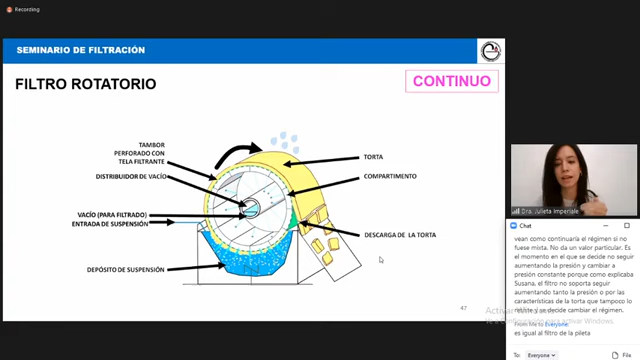 Recording
SEMINARIO DE FILTRACIÓN
FILTRO ROTATORIO
CONTINUO
TAMBOR
PERFORADO CON
TELA FILTRANTE
DISTRIBUIDOR DE VACÍO
VACÍO (PARA FILTRADO)
ENTRADA DE SUSPENSIÓN
DEPÓSITO DE SUSPENSIÓN
TORTA
COMPARTIMENTO
DESCARGA DE LA TORTA
47
Dra. Julieta Imperiale
Chat
vean como continuaría el régimen si no
fuese mixta. No da un valor particular. Es
el momento en el que se decide no seguir
aumentando la presión y cambiar a
presión constante porque como explicaba
Susana, el filtro no soporta seguir
aumentando tanto la presión o por las
características de la torta que tampoco lo
permite y se decide cambiar el régimen.
From Me to Everyone:
es igual al filtro de la pileta
Activar Windows
To: Everyone
File